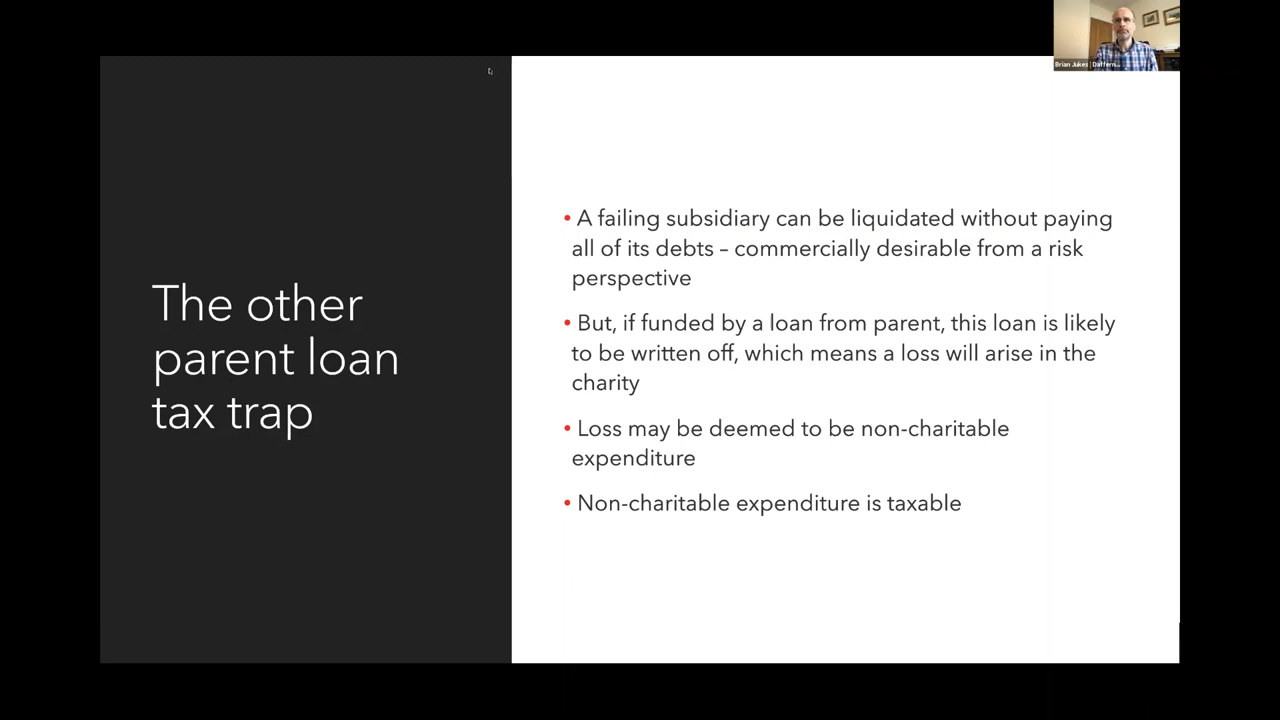 Brian Jukes | Daffern...
The other
parent loan
tax trap
• A failing subsidiary can be liquidated without paying
all of its debts – commercially desirable from a risk
perspective
• But, if funded by a loan from parent, this loan is likely
to be written off, which means a loss will arise in the
charity
• Loss may be deemed to be non-charitable
expenditure
• Non-charitable expenditure is taxable